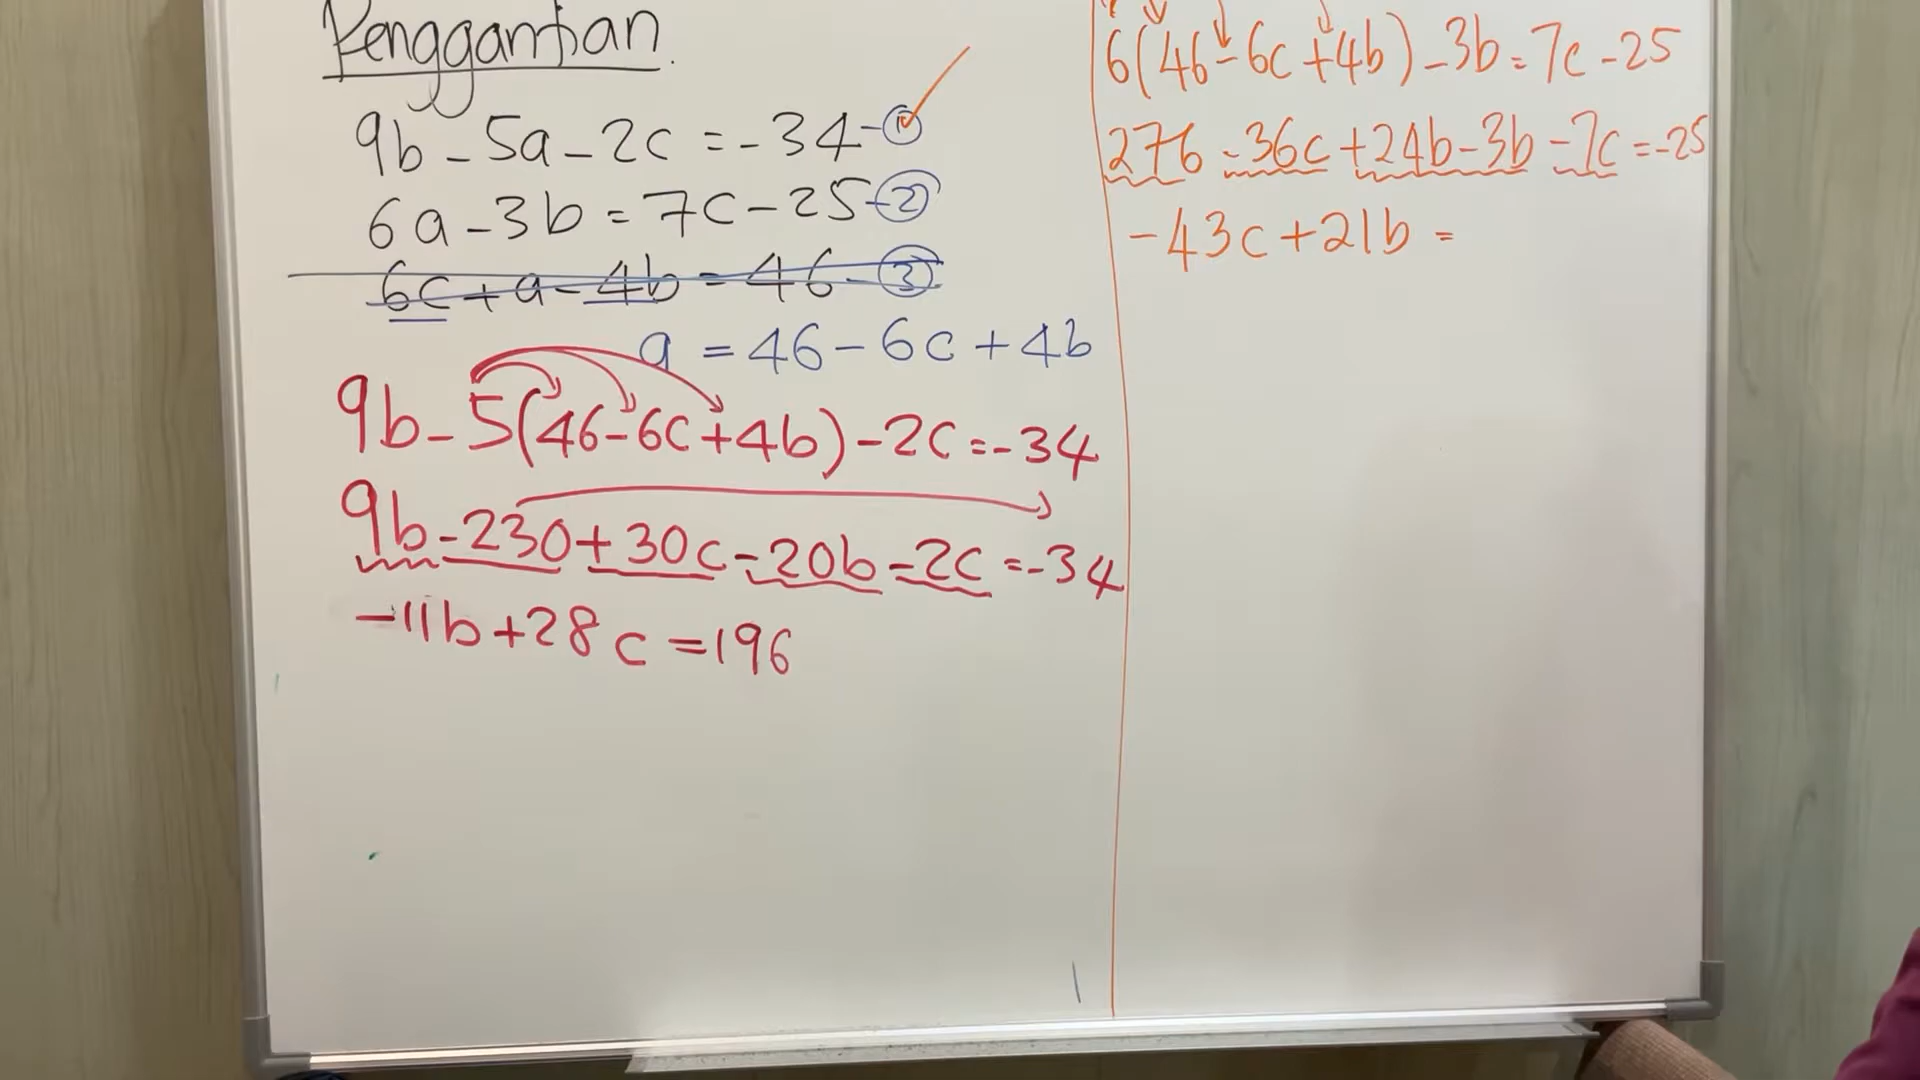 Penggantian.
9b - 5a - 2c = -34 - ①
6a - 3b = 7c - 25 - ②
6c + a - 4b = 46 - ③
a = 46 - 6c + 4b
9b - 5(46 - 6c + 4b) - 2c = -34
9b - 230 + 30c - 20b - 2c = -34
-11b + 28c = 196
6(46 - 6c + 4b) - 3b = 7c - 25
276 - 36c + 24b - 3b - 7c = -25
-43c + 21b =